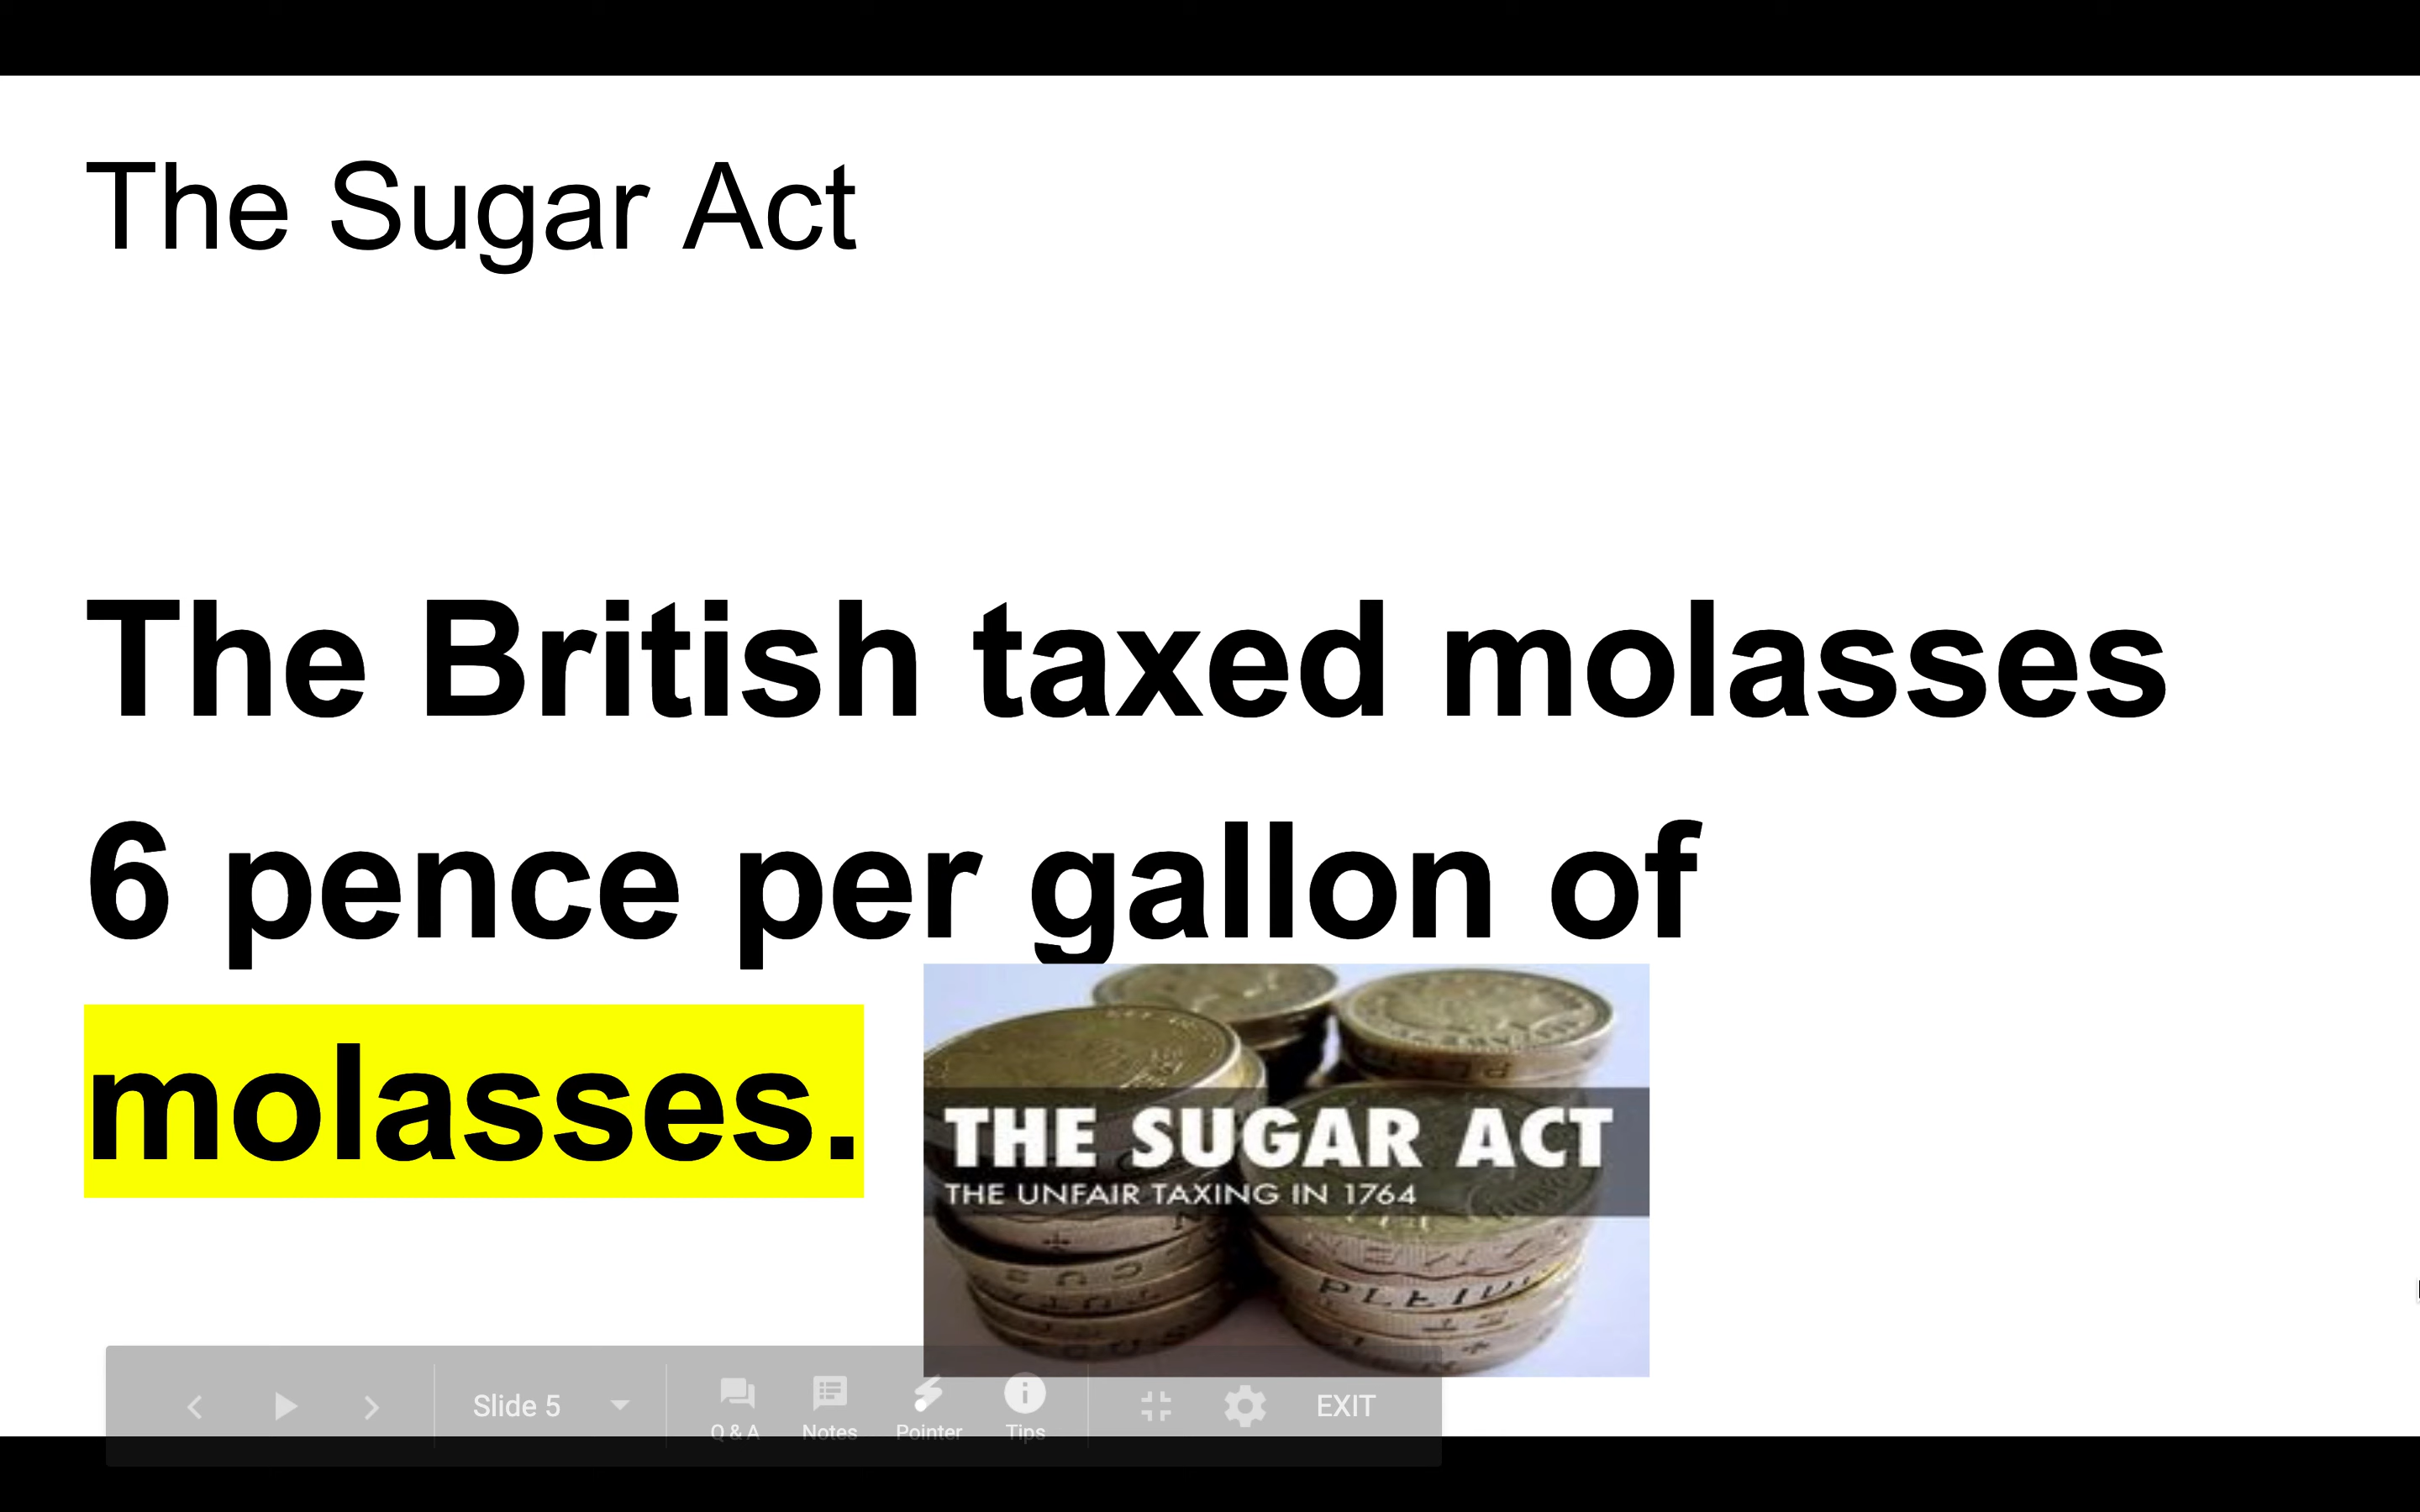 The Sugar Act
The British taxed molasses
6 pence per gallon of
molasses.
THE SUGAR ACT
THE UNFAIR TAXING IN 1764
Slide 5
Q & A
Notes
Pointer
Tips
EXIT